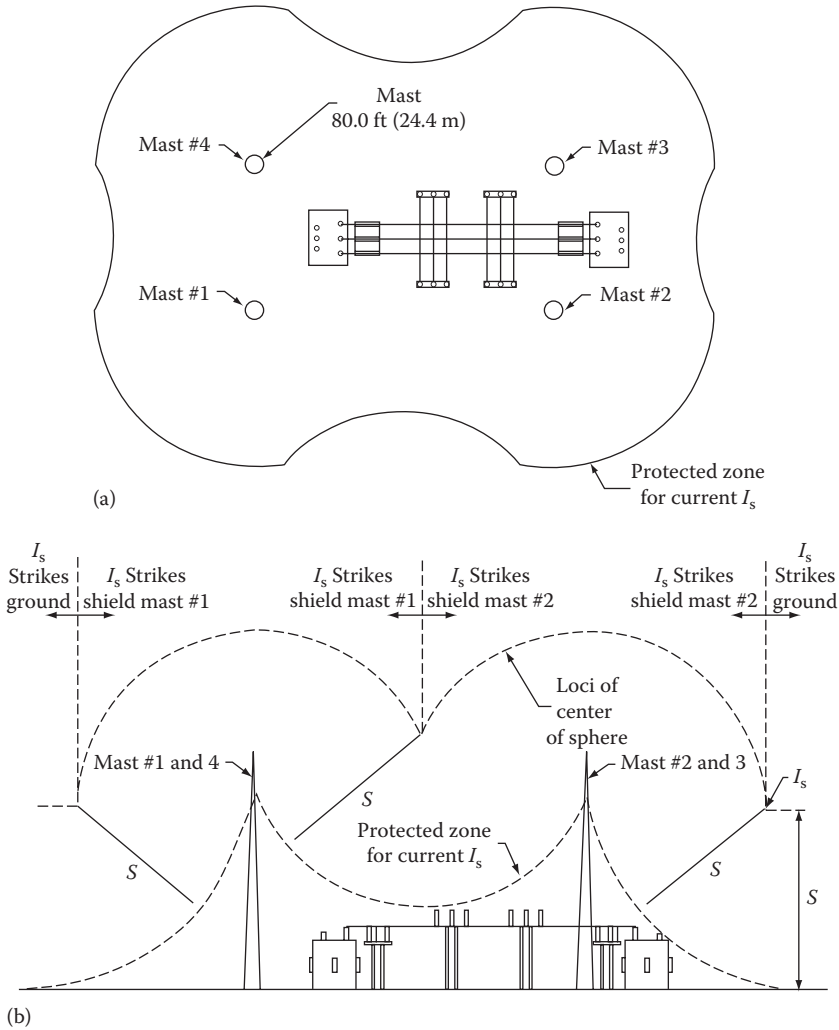 Mast
80.0 ft (24.4 m)
Mast #4
Mast #3
Mast #1
Mast #2
Protected zone
for current Is
(a)
Is
Strikes
ground
Is Strikes
shield mast #1
Is Strikes
shield mast #1
Is Strikes
shield mast #2
Is Strikes
shield mast #2
Is
Strikes
ground
Loci of
center
of sphere
Mast #1 and 4
Mast #2 and 3
Is
S
Protected zone
for current Is
S
S
S
(b)